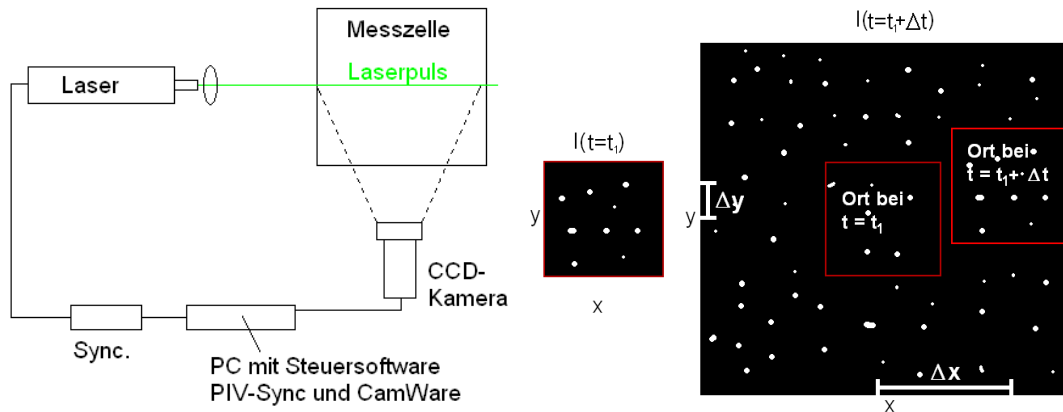 Messzelle
Laserpuls
Laser
CCD-
Kamera
Sync.
PC mit Steuersoftware
PIV-Sync und CamWare
I(t=t₁)
y
x
I(t=t₁+Δt)
Ort bei
t = t₁+ Δt
Ort bei
t = t₁
Δy
y
Δx
x